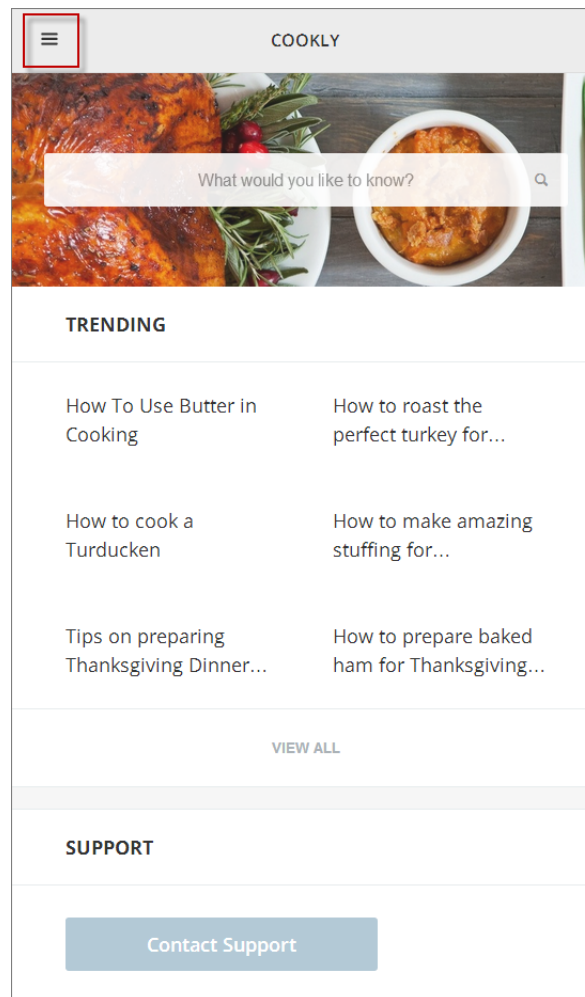 COOKLY
What would you like to know?
TRENDING
How To Use Butter in
Cooking
How to roast the
perfect turkey for...
How to cook a
Turducken
How to make amazing
stuffing for...
Tips on preparing
Thanksgiving Dinner...
How to prepare baked
ham for Thanksgiving...
VIEW ALL
SUPPORT
Contact Support